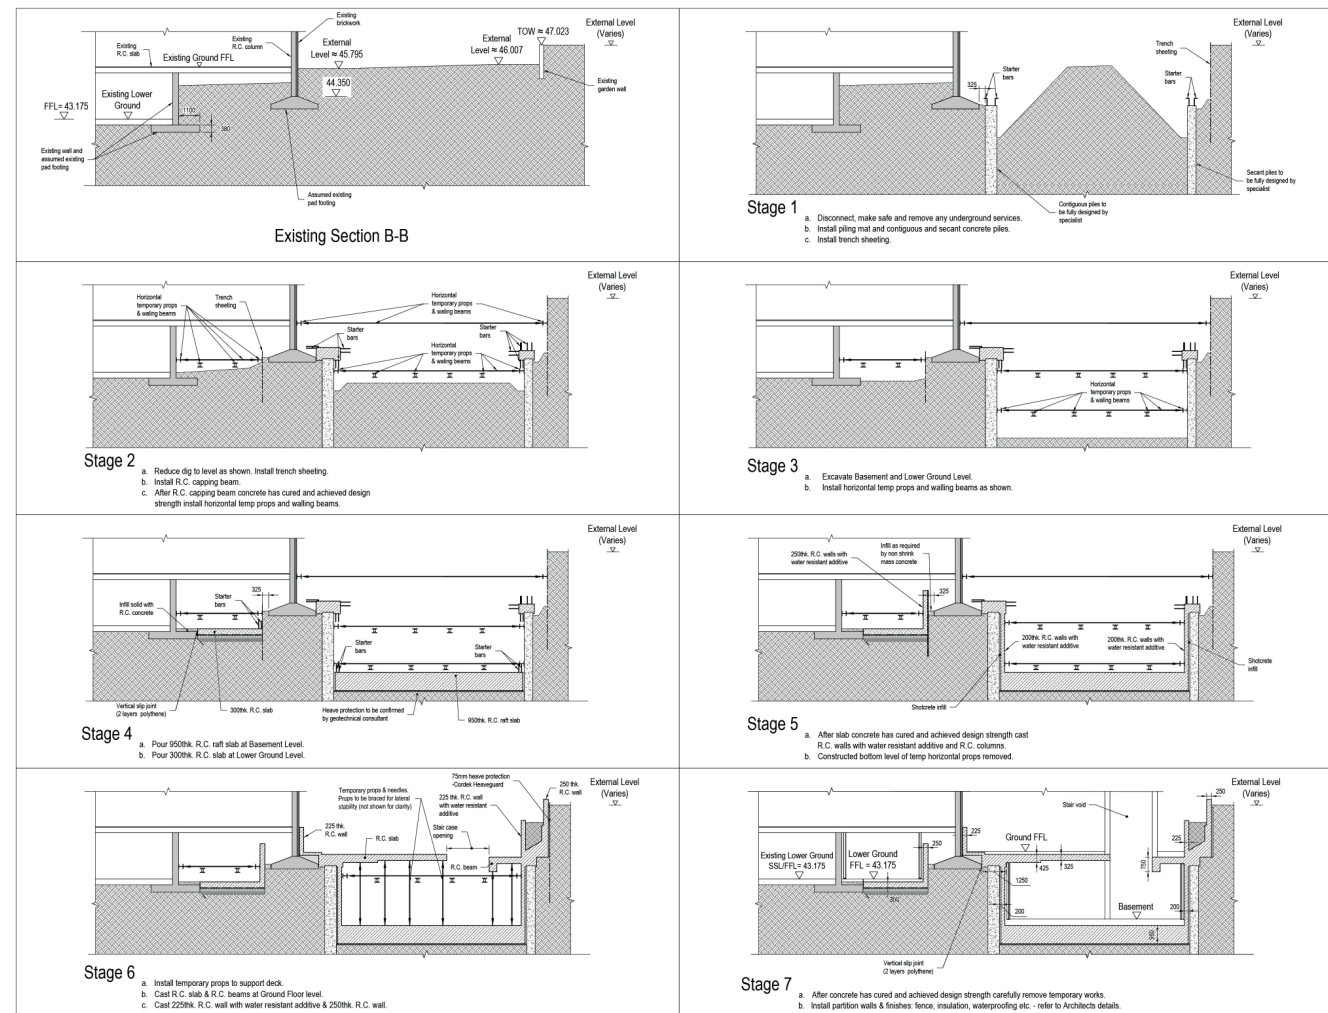 Existing
brickwork
TOW ≈ 47.023
External
Level ≈ 46.007
External
Level ≈ 45.795
Existing
R.C. column
Existing
R.C. slab
Existing Ground FFL
44.350
Existing
garden wall
Existing Lower
Ground
FFL= 43.175
1100
Existing wall and
assumed existing
pad footing
Assumed existing
pad footing
Existing Section B-B
External Level
(Varies)
Trench
sheeting
Starter
bars
Starter
bars
325
Secant piles to
be fully designed by
specialist
Contiguous piles to
be fully designed by
specialist
Stage 1
a. Disconnect, make safe and remove any underground services.
b. Install piling mat and contiguous and secant concrete piles.
c. Install trench sheeting.
External Level
(Varies)
Horizontal
temporary props
& waling beams
Trench
sheeting
Horizontal
temporary props
& waling beams
Starter
bars
Starter
bars
Horizontal
temporary props
& waling beams
Stage 2
a. Reduce dig to level as shown. Install trench sheeting.
b. Install R.C. capping beam.
c. After R.C. capping beam concrete has cured and achieved design
strength install horizontal temp props and walling beams.
External Level
(Varies)
Horizontal
temporary props
& waling beams
Stage 3
a. Excavate Basement and Lower Ground Level.
b. Install horizontal temp props and walling beams as shown.
External Level
(Varies)
325
Starter
bars
Infill solid with
R.C. concrete
Starter
bars
Starter
bars
Vertical slip joint
(2 layers polythene)
300thk. R.C. slab
Heave protection to be confirmed
by geotechnical consultant
950thk. R.C. raft slab
Stage 4
a. Pour 950thk. R.C. raft slab at Basement Level.
b. Pour 300thk. R.C. slab at Lower Ground Level.
External Level
(Varies)
250thk. R.C. walls with
water resistant additive
Infill as required
by non shrink
mass concrete
325
200thk. R.C. walls with
water resistant additive
200thk. R.C. walls with
water resistant additive
Shotcrete
infill
Shotcrete infill
Stage 5
a. After slab concrete has cured and achieved design strength cast
R.C. walls with water resistant additive and R.C. columns.
b. Constructed bottom level of temp horizontal props removed.
75mm heave protection
-Cordek Heaveguard
250 thk.
R.C. wall
External Level
(Varies)
Temporary props & needles.
Props to be braced for lateral
stability (not shown for clarity)
225 thk. R.C. wall
with water resistant
additive
225 thk.
R.C. wall
R.C. slab
Stair case
opening
R.C. beam
Stage 6
a. Install temporary props to support deck.
b. Cast R.C. slab & R.C. beams at Ground Floor level.
c. Cast 225thk. R.C. wall with water resistant additive & 250thk. R.C. wall.
External Level
(Varies)
250
Stair void
225
225
Ground FFL
250
Existing Lower Ground
SSL/FFL= 43.175
Lower Ground
FFL = 43.175
425
325
750
1250
300
200
Basement
200
950
Vertical slip joint
(2 layers polythene)
Stage 7
a. After concrete has cured and achieved design strength carefully remove temporary works.
b. Install partition walls & finishes: fence, insulation, waterproofing etc. - refer to Architects details.